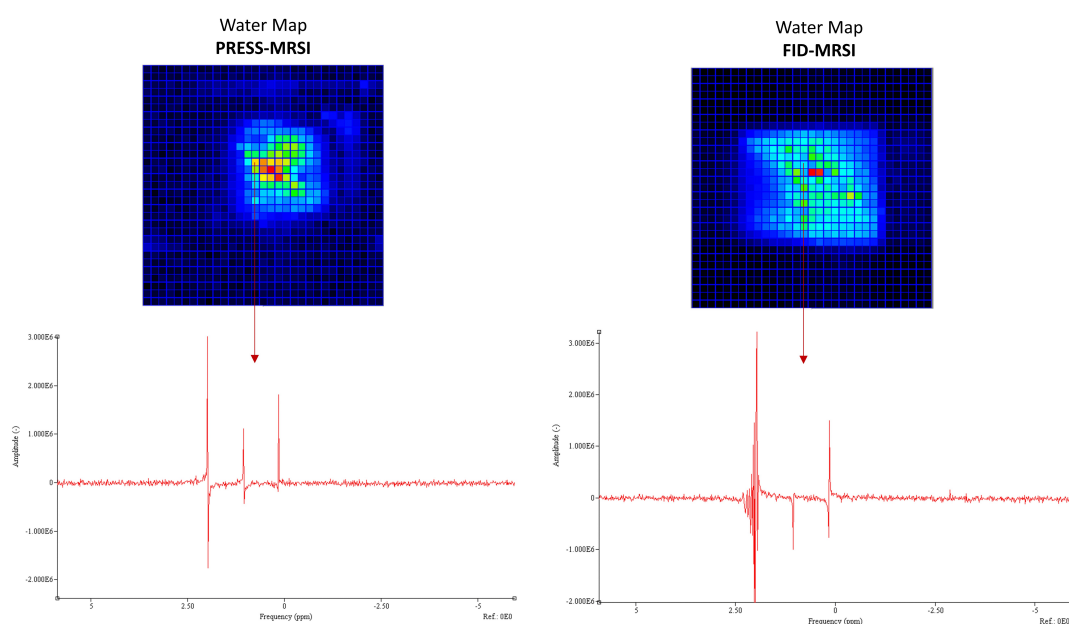 Water Map
PRESS-MRSI
Water Map
FID-MRSI
3.000E6
2.000E6
1.000E6
0
-1.000E6
-2.000E6
Amplitude (-)
5
2.50
0
-2.50
-5
Frequency (ppm)
Ref.: 0E0
3.000E6
2.000E6
1.000E6
0
-1.000E6
-2.000E6
Amplitude (-)
5
2.50
0
-2.50
-5
Frequency (ppm)
Ref.: 0E0